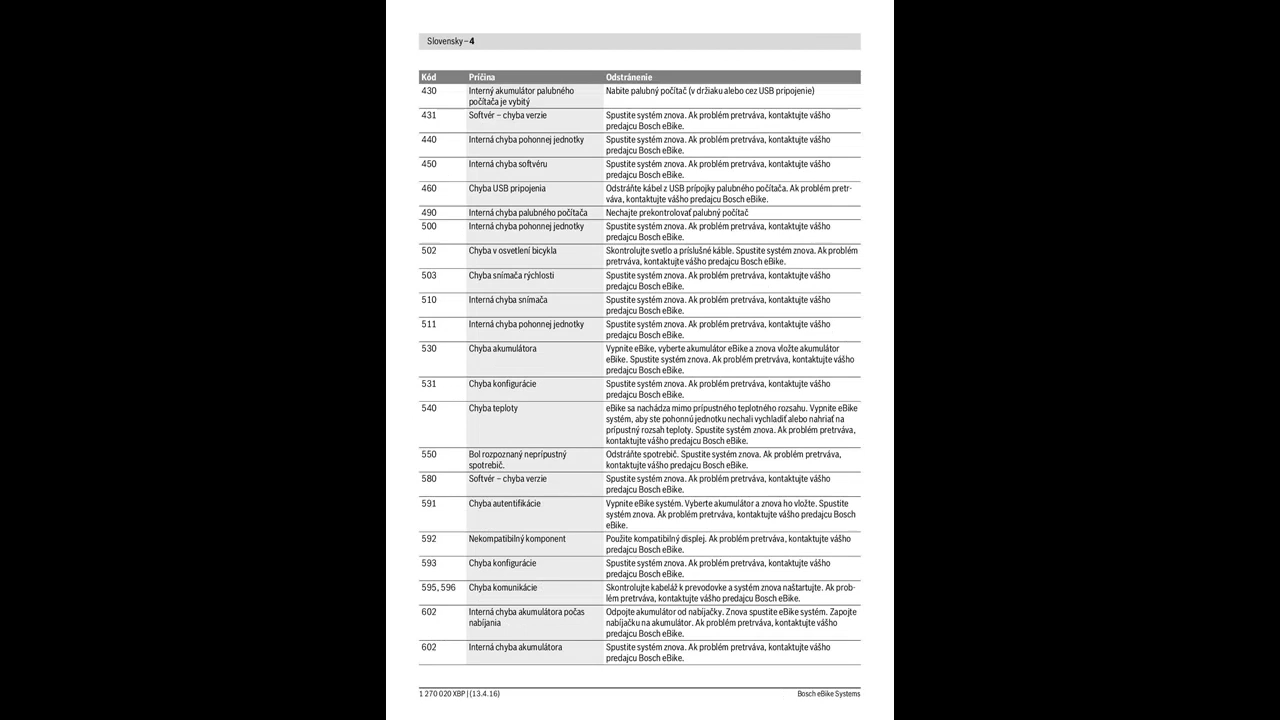 Slovensky – 4
Kód Príčina Odstránenie
430 Interný akumulátor palubného Nabite palubný počítač (v držiaku alebo cez USB pripojenie)
počítača je vybitý
431 Softvér – chyba verzie Spustite systém znova. Ak problém pretrváva, kontaktujte vášho
predajcu Bosch eBike.
440 Interná chyba pohonnej jednotky Spustite systém znova. Ak problém pretrváva, kontaktujte vášho
predajcu Bosch eBike.
450 Interná chyba softvéru Spustite systém znova. Ak problém pretrváva, kontaktujte vášho
predajcu Bosch eBike.
460 Chyba USB pripojenia Odstráňte kábel z USB prípojky palubného počítača. Ak problém pretr-
váva, kontaktujte vášho predajcu Bosch eBike.
490 Interná chyba palubného počítača Nechajte prekontrolovať palubný počítač
500 Interná chyba pohonnej jednotky Spustite systém znova. Ak problém pretrváva, kontaktujte vášho
predajcu Bosch eBike.
502 Chyba v osvetlení bicykla Skontrolujte svetlo a príslušné káble. Spustite systém znova. Ak problém
pretrváva, kontaktujte vášho predajcu Bosch eBike.
503 Chyba snímača rýchlosti Spustite systém znova. Ak problém pretrváva, kontaktujte vášho
predajcu Bosch eBike.
510 Interná chyba snímača Spustite systém znova. Ak problém pretrváva, kontaktujte vášho
predajcu Bosch eBike.
511 Interná chyba pohonnej jednotky Spustite systém znova. Ak problém pretrváva, kontaktujte vášho
predajcu Bosch eBike.
530 Chyba akumulátora Vypnite eBike, vyberte akumulátor eBike a znova vložte akumulátor
eBike. Spustite systém znova. Ak problém pretrváva, kontaktujte vášho
predajcu Bosch eBike.
531 Chyba konfigurácie Spustite systém znova. Ak problém pretrváva, kontaktujte vášho
predajcu Bosch eBike.
540 Chyba teploty eBike sa nachádza mimo prípustného teplotného rozsahu. Vypnite eBike
systém, aby ste pohonnú jednotku nechali vychladiť alebo nahriať na
prípustný rozsah teploty. Spustite systém znova. Ak problém pretrváva,
kontaktujte vášho predajcu Bosch eBike.
550 Bol rozpoznaný neprípustný Odstráňte spotrebič. Spustite systém znova. Ak problém pretrváva,
spotrebič. kontaktujte vášho predajcu Bosch eBike.
580 Softvér – chyba verzie Spustite systém znova. Ak problém pretrváva, kontaktujte vášho
predajcu Bosch eBike.
591 Chyba autentifikácie Vypnite eBike systém. Vyberte akumulátor a znova ho vložte. Spustite
systém znova. Ak problém pretrváva, kontaktujte vášho predajcu Bosch
eBike.
592 Nekompatibilný komponent Použite kompatibilný displej. Ak problém pretrváva, kontaktujte vášho
predajcu Bosch eBike.
593 Chyba konfigurácie Spustite systém znova. Ak problém pretrváva, kontaktujte vášho
predajcu Bosch eBike.
595, 596 Chyba komunikácie Skontrolujte kabeláž k prevodovke a systém znova naštartujte. Ak prob-
lém pretrváva, kontaktujte vášho predajcu Bosch eBike.
602 Interná chyba akumulátora počas Odpojte akumulátor od nabíjačky. Znova spustite eBike systém. Zapojte
nabíjania nabíjačku na akumulátor. Ak problém pretrváva, kontaktujte vášho
predajcu Bosch eBike.
602 Interná chyba akumulátora Spustite systém znova. Ak problém pretrváva, kontaktujte vášho
predajcu Bosch eBike.
1 270 020 XBP | (13.4.16) Bosch eBike Systems